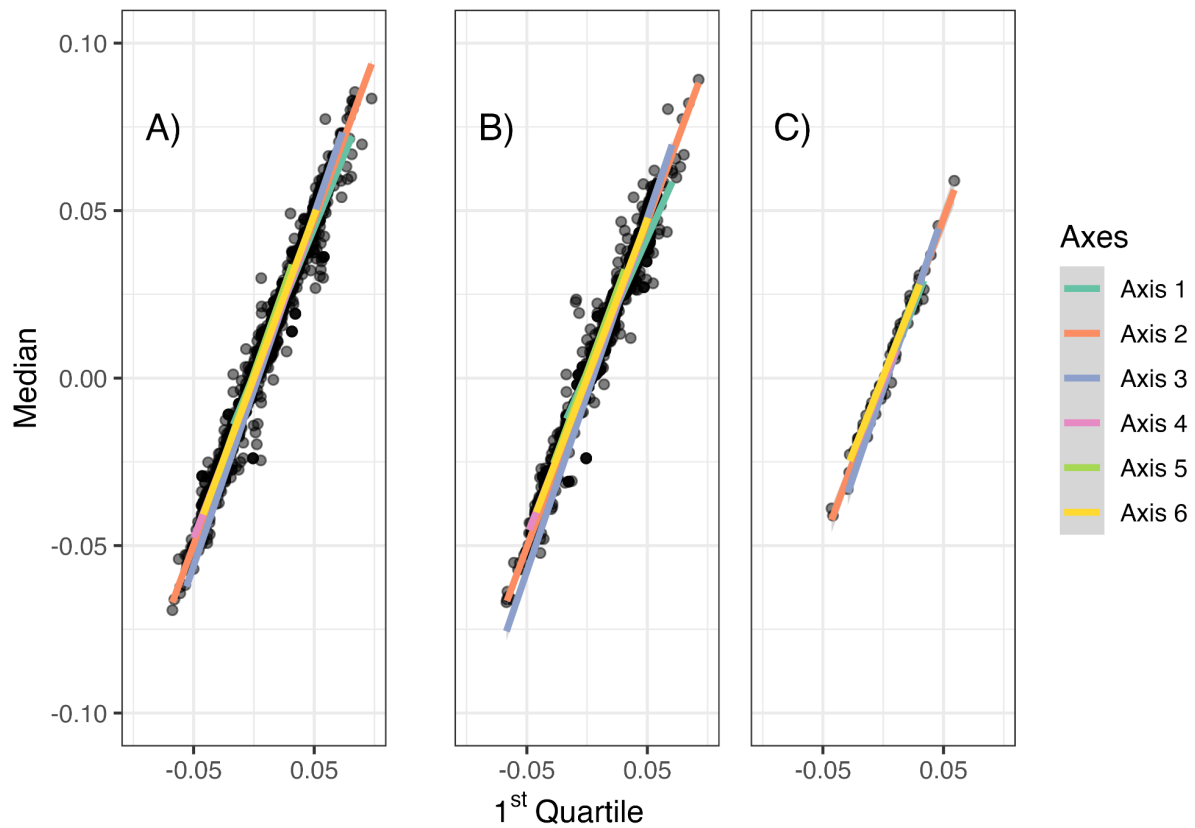 A)
B)
C)
0.10
0.05
0.00
-0.05
-0.10
Median
-0.05 0.05
-0.05 0.05
-0.05 0.05
1st Quartile
Axes
Axis 1
Axis 2
Axis 3
Axis 4
Axis 5
Axis 6